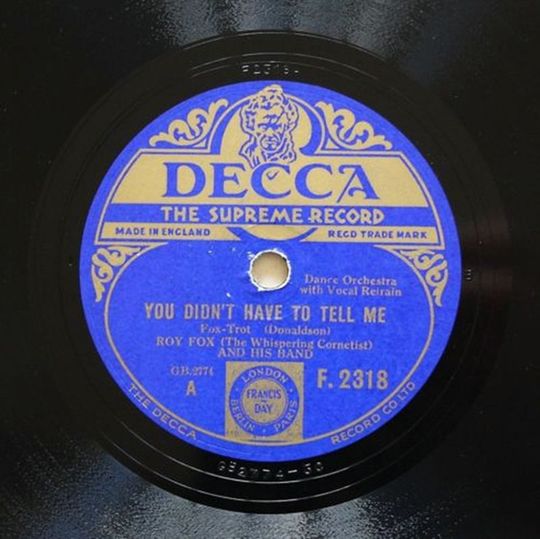 DECCA
THE SUPREME RECORD
MADE IN ENGLAND
REGD TRADE MARK
Dance Orchestra
with Vocal Refrain
YOU DIDN'T HAVE TO TELL ME
Fox-Trot (Donaldson)
ROY FOX (The Whispering Cornetist)
AND HIS BAND
GB.2774
A
F. 2318
LONDON
FRANCIS
DAY
BERLIN
PARIS
THE DECCA
RECORD CO LTD